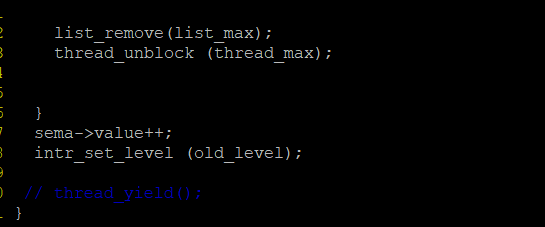 list_remove(list_max);
thread_unblock (thread_max);
}
sema->value++;
intr_set_level (old_level);
// thread_yield();
}